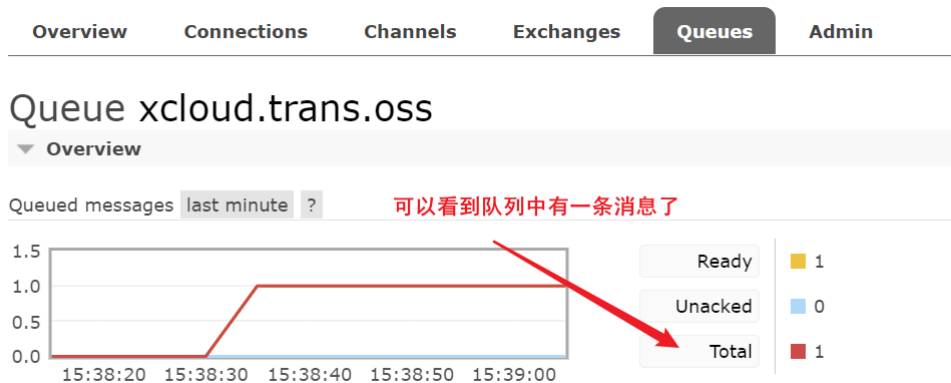 Overview Connections Channels Exchanges Queues Admin
Queue xcloud.trans.oss
Overview
Queued messages last minute ?
可以看到队列中有一条消息了
1.5
1.0
0.5
0.0
15:38:20 15:38:30 15:38:40 15:38:50 15:39:00
Ready 1
Unacked 0
Total 1